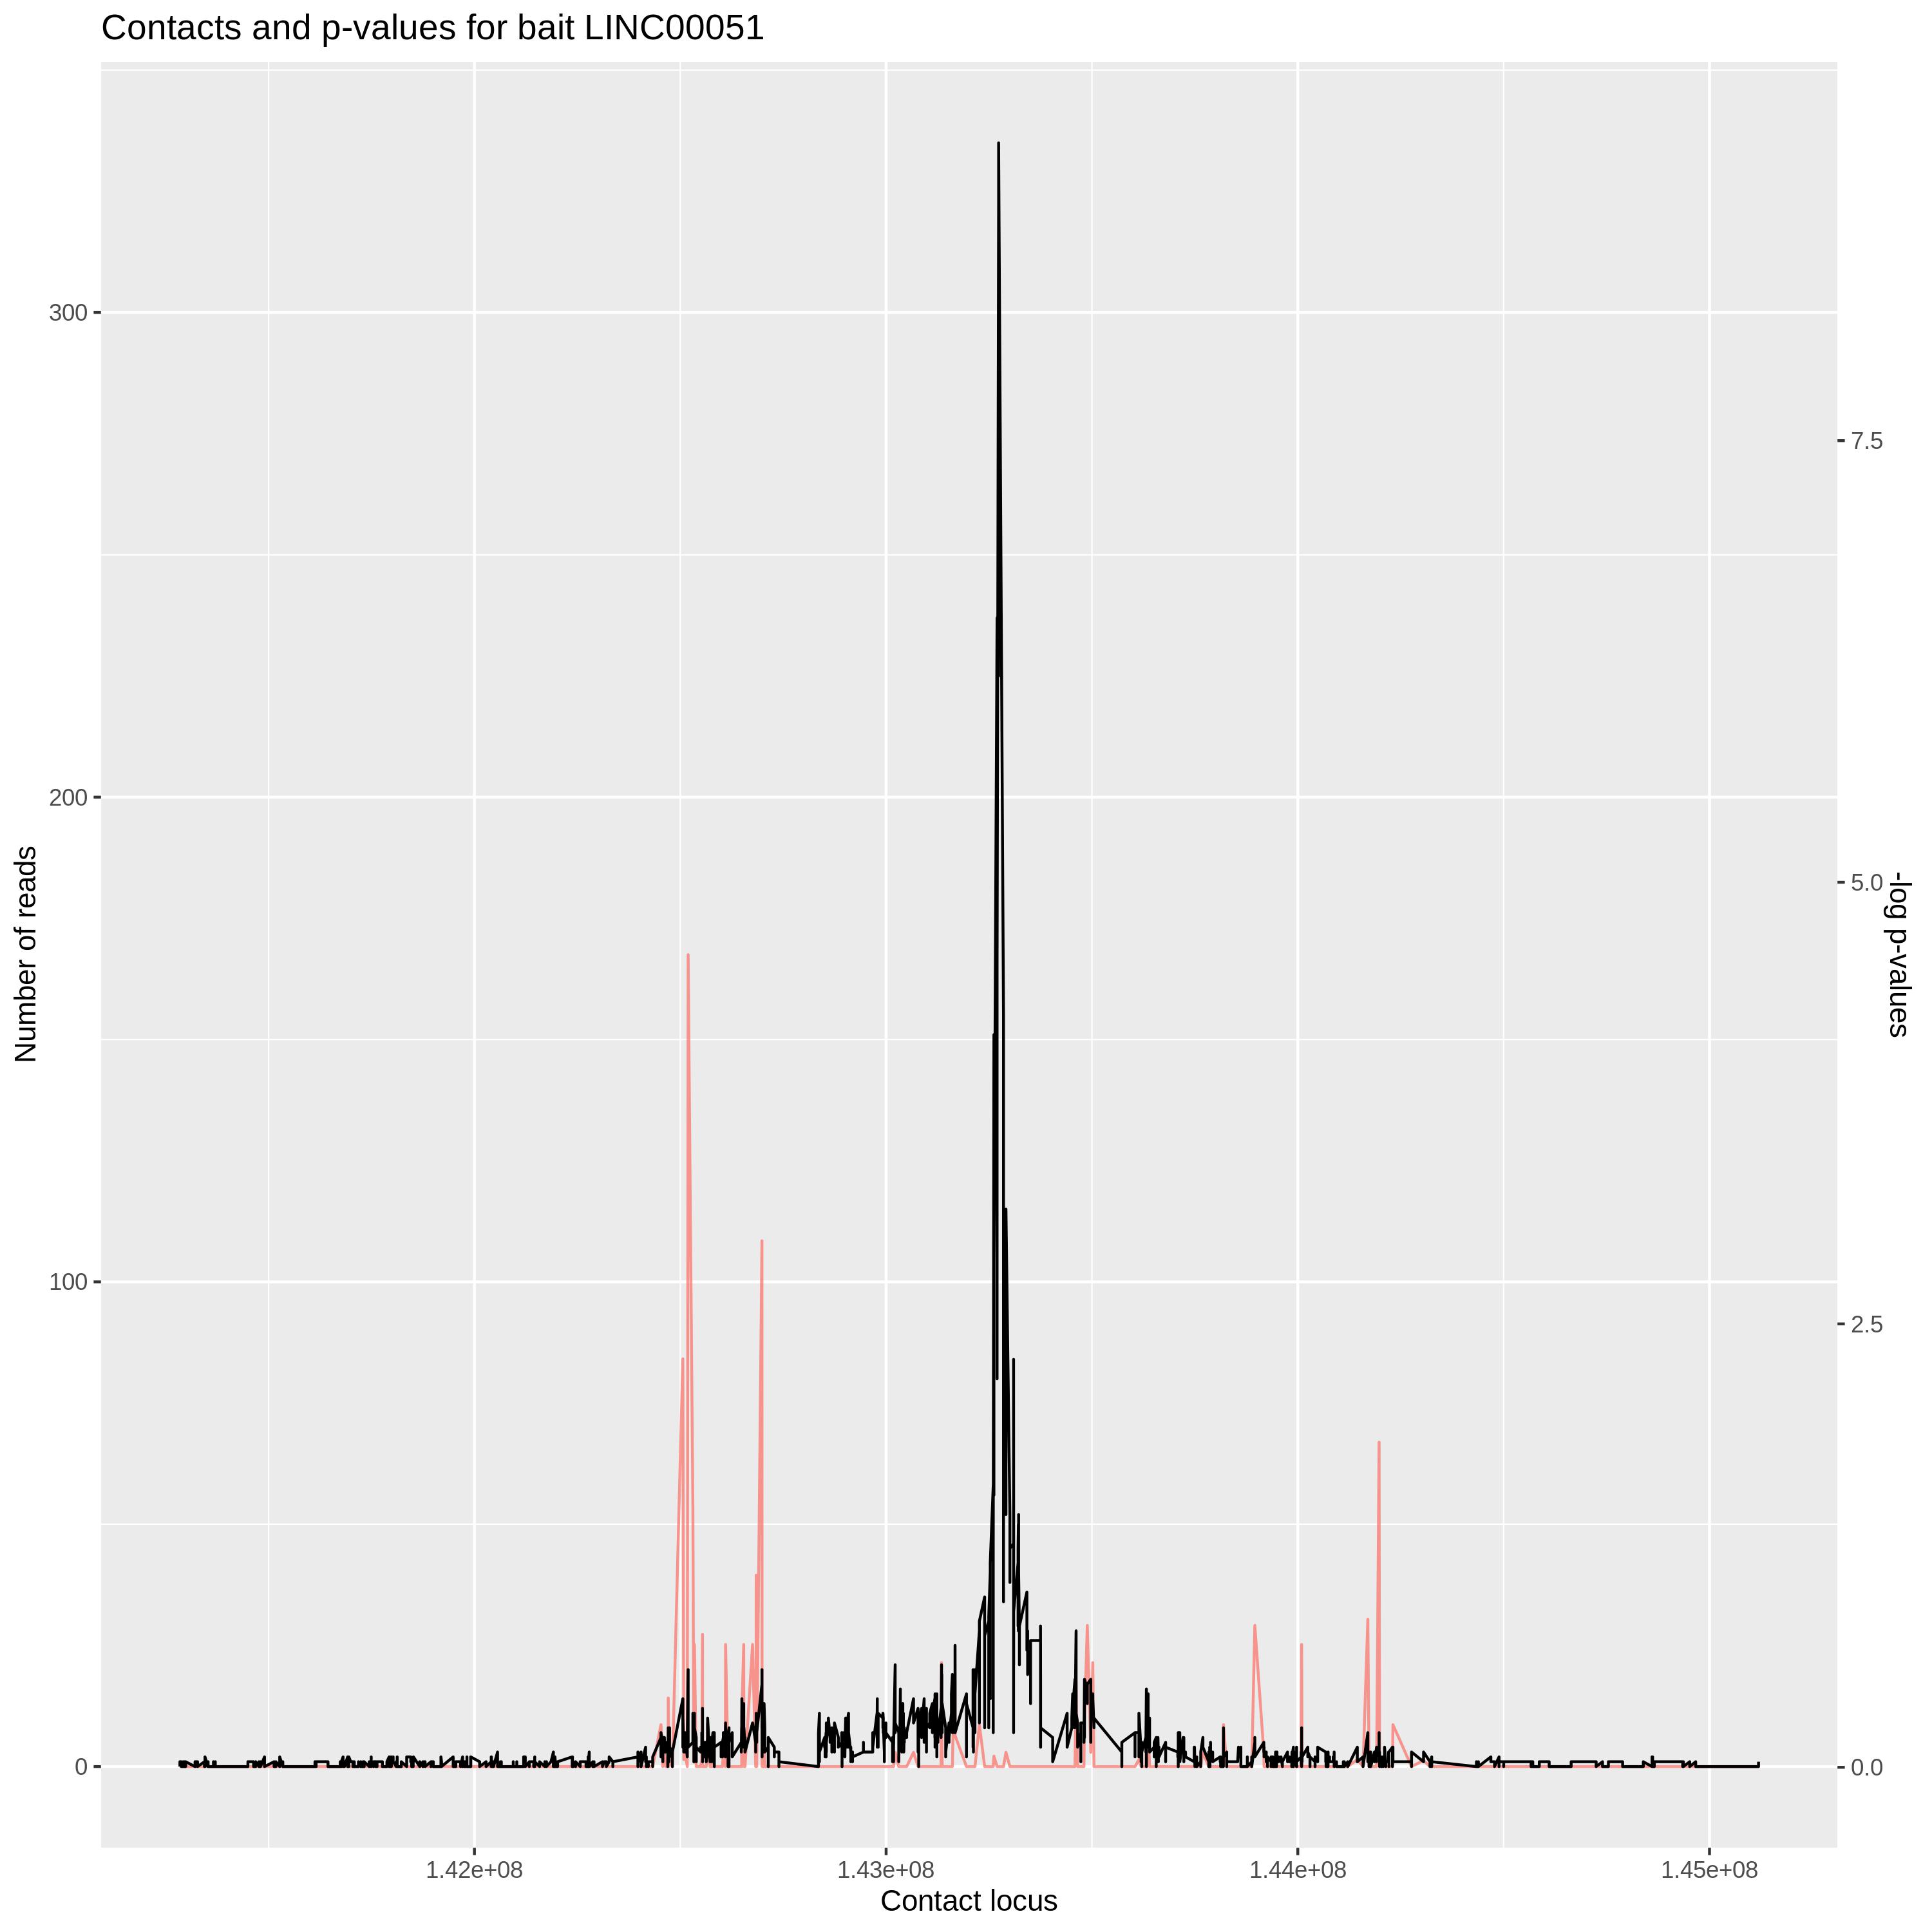 Contacts and p-values for bait LINC00051
300
200
100
0
Number of reads
7.5
5.0
2.5
0.0
-log p-values
1.42e+08
1.43e+08
1.44e+08
1.45e+08
Contact locus